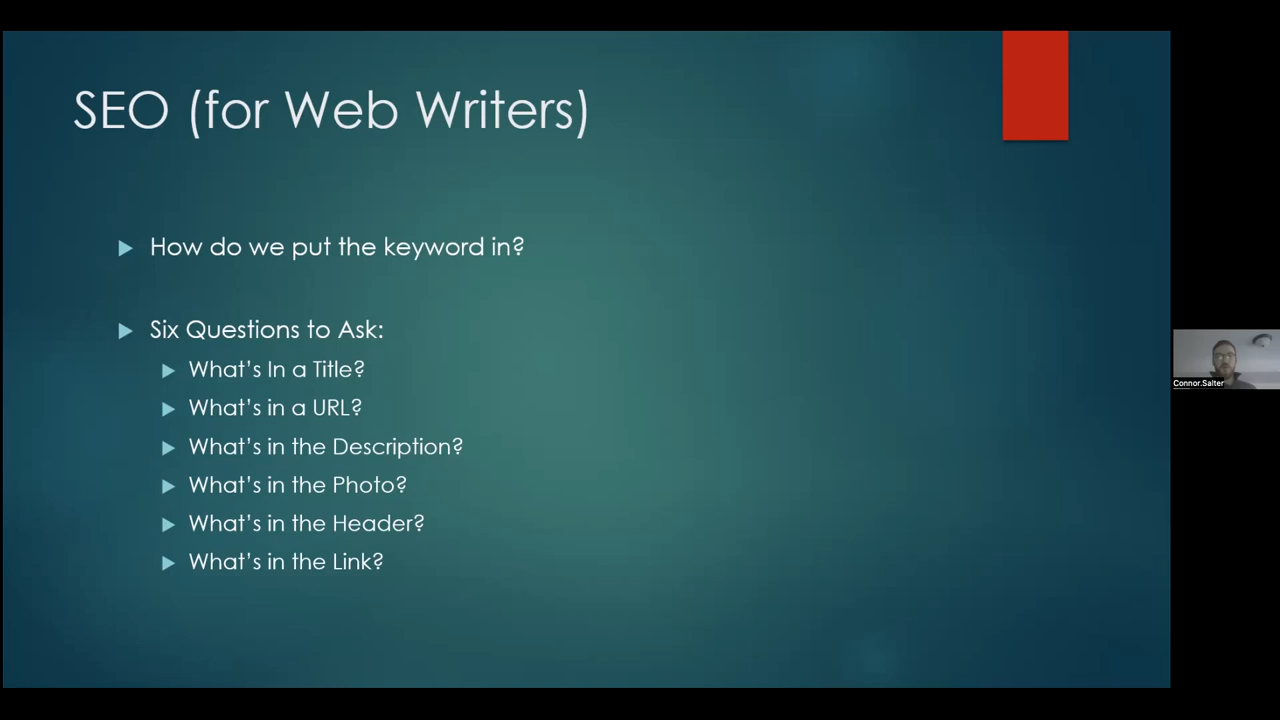 SEO (for Web Writers)
How do we put the keyword in?
Six Questions to Ask:
What's In a Title?
What's in a URL?
What's in the Description?
What's in the Photo?
What's in the Header?
What's in the Link?
Connor.Salter